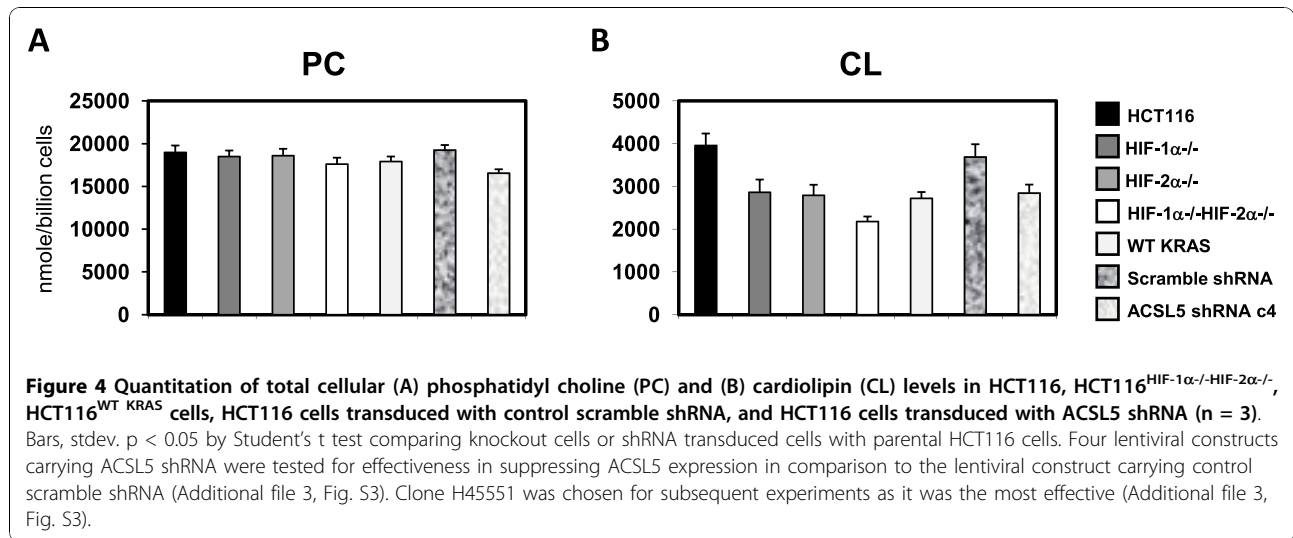 A
PC
25000
20000
15000
10000
5000
0
nmole/billion cells
B
CL
5000
4000
3000
2000
1000
0
HCT116
HIF-1α-/-
HIF-2α-/-
HIF-1α-/-HIF-2α-/-
WT KRAS
Scramble shRNA
ACSL5 shRNA c4
Figure 4 Quantitation of total cellular (A) phosphatidyl choline (PC) and (B) cardiolipin (CL) levels in HCT116, HCT116HIF-1α-/-HIF-2α-/-,
HCT116WT KRAS cells, HCT116 cells transduced with control scramble shRNA, and HCT116 cells transduced with ACSL5 shRNA (n = 3).
Bars, stdev. p < 0.05 by Student's t test comparing knockout cells or shRNA transduced cells with parental HCT116 cells. Four lentiviral constructs
carrying ACSL5 shRNA were tested for effectiveness in suppressing ACSL5 expression in comparison to the lentiviral construct carrying control
scramble shRNA (Additional file 3, Fig. S3). Clone H45551 was chosen for subsequent experiments as it was the most effective (Additional file 3,
Fig. S3).